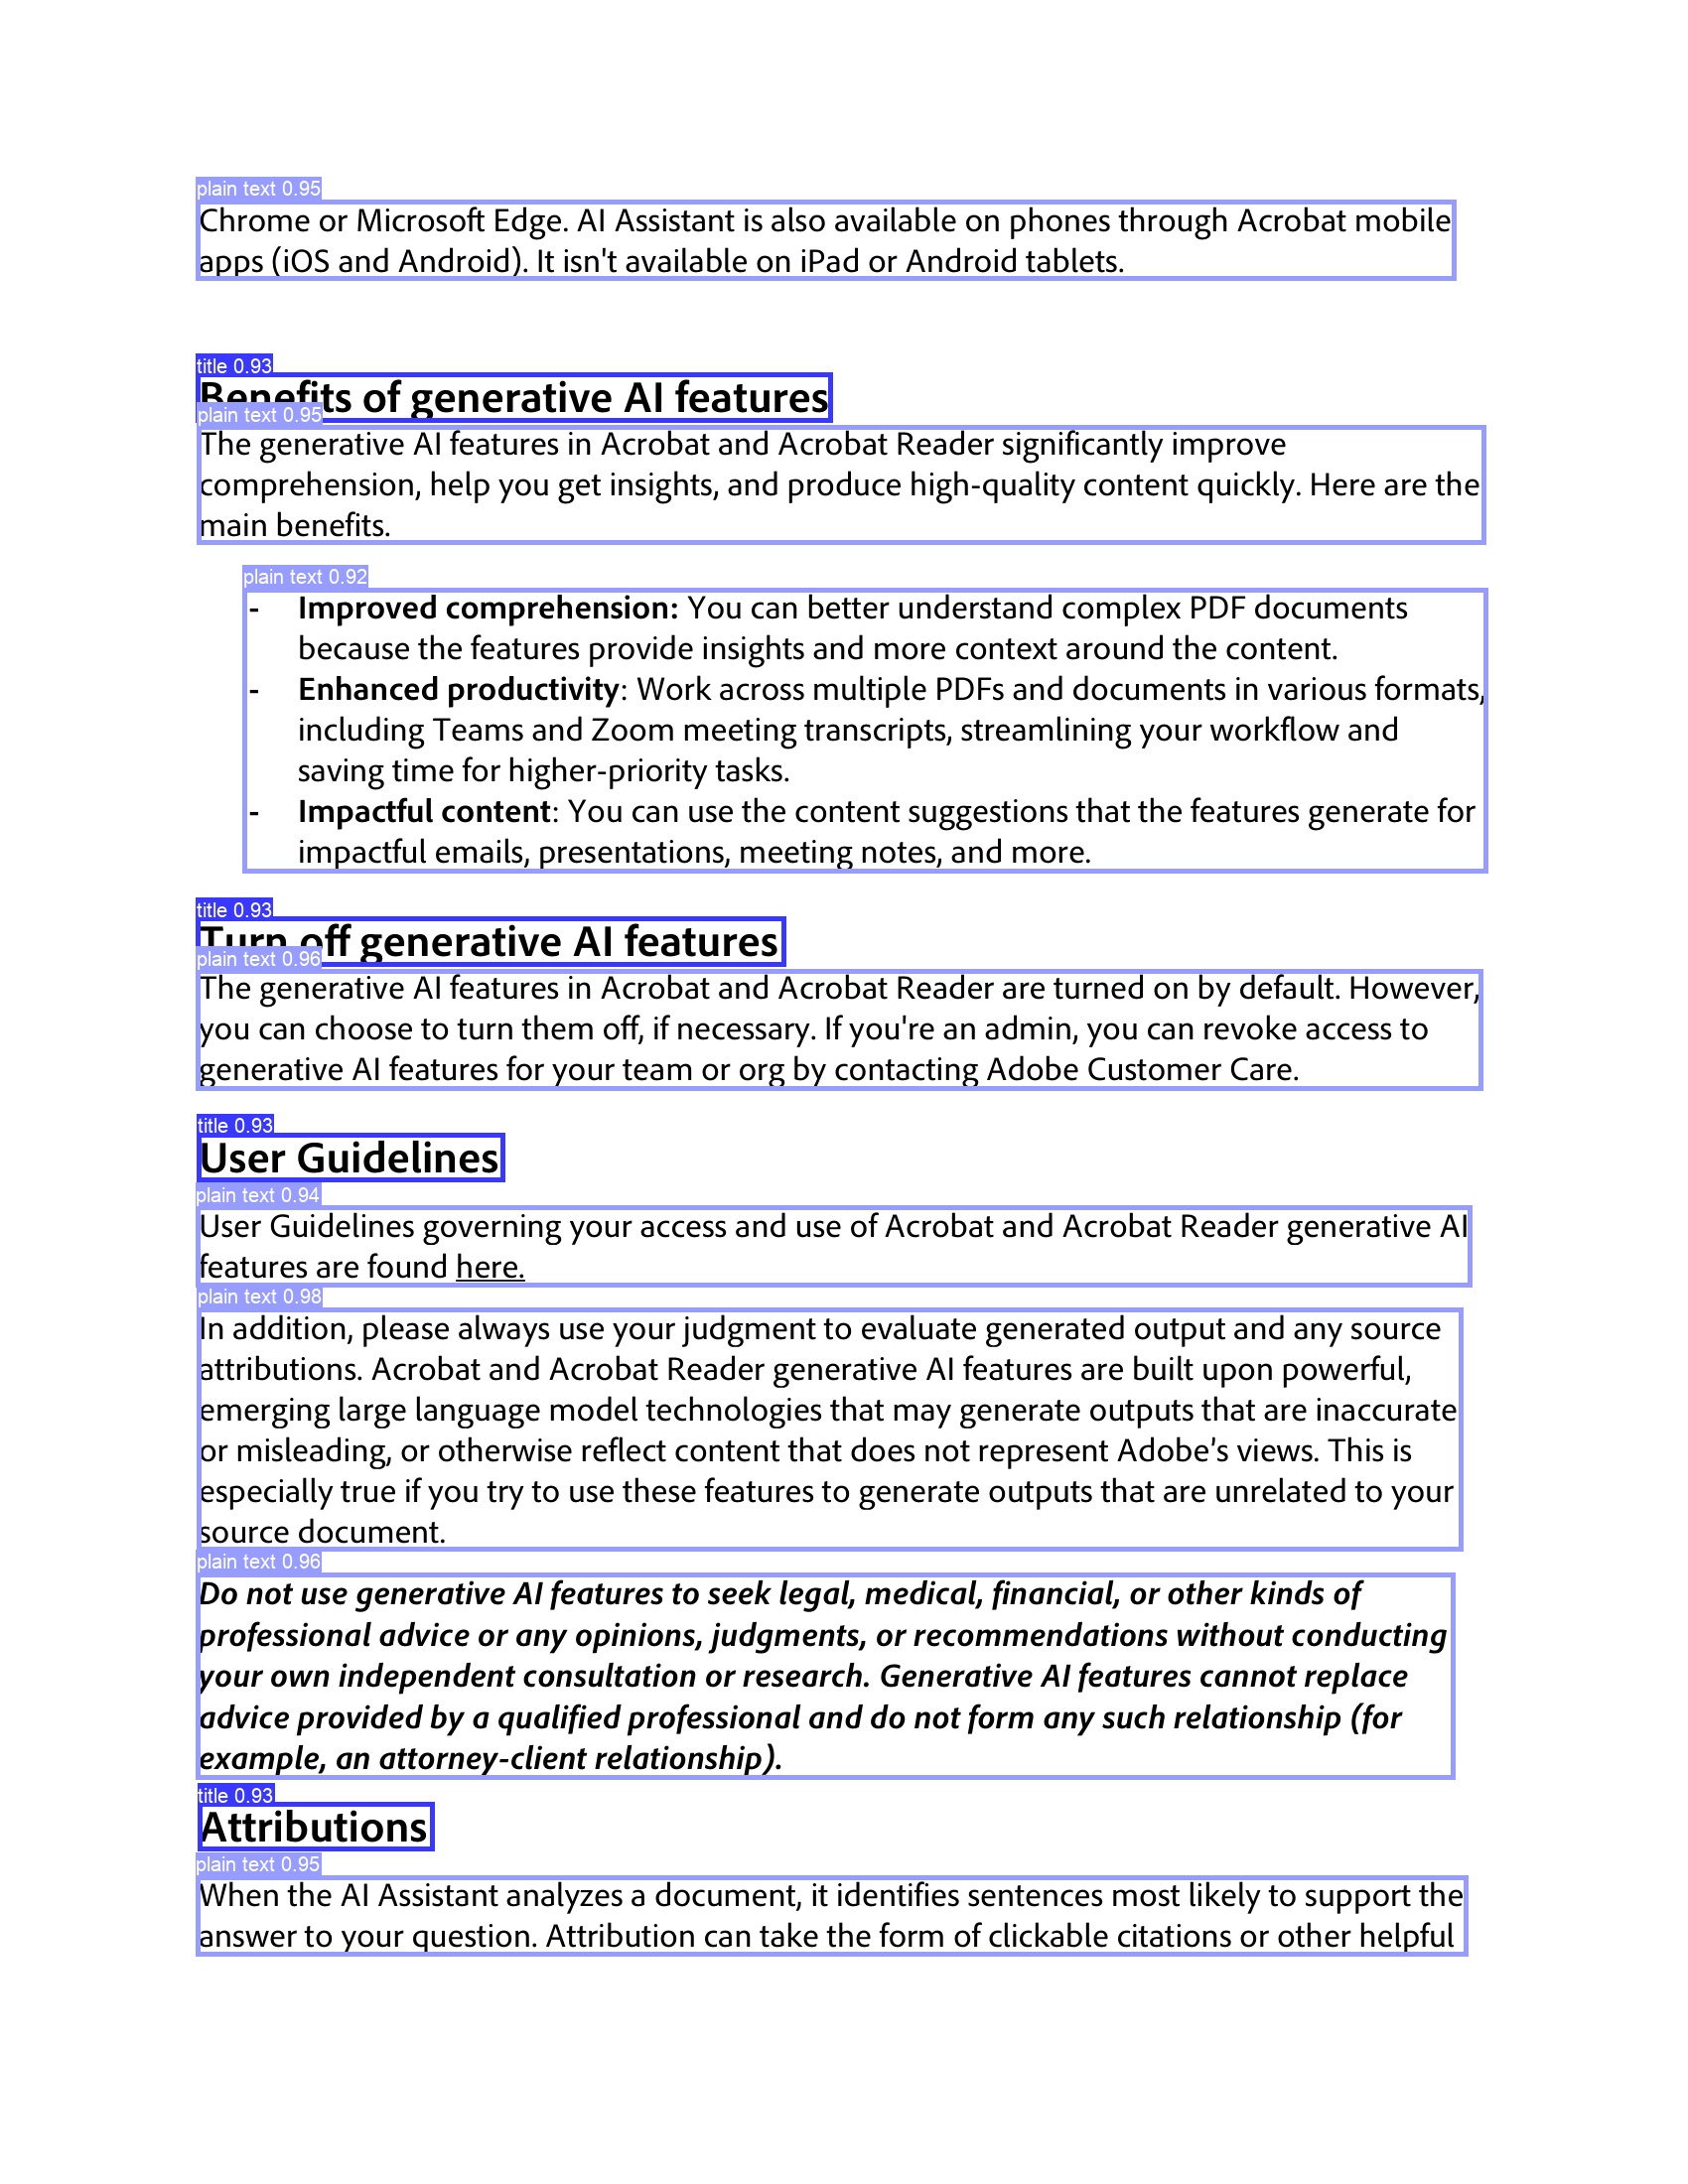 plain text 0.95
Chrome or Microsoft Edge. AI Assistant is also available on phones through Acrobat mobile
apps (iOS and Android). It isn't available on iPad or Android tablets.
title 0.93
Benefits of generative AI features
plain text 0.95
The generative AI features in Acrobat and Acrobat Reader significantly improve
comprehension, help you get insights, and produce high-quality content quickly. Here are the
main benefits.
plain text 0.92
- Improved comprehension: You can better understand complex PDF documents
because the features provide insights and more context around the content.
- Enhanced productivity: Work across multiple PDFs and documents in various formats,
including Teams and Zoom meeting transcripts, streamlining your workflow and
saving time for higher-priority tasks.
- Impactful content: You can use the content suggestions that the features generate for
impactful emails, presentations, meeting notes, and more.
title 0.93
Turn off generative AI features
plain text 0.96
The generative AI features in Acrobat and Acrobat Reader are turned on by default. However,
you can choose to turn them off, if necessary. If you're an admin, you can revoke access to
generative AI features for your team or org by contacting Adobe Customer Care.
title 0.93
User Guidelines
plain text 0.94
User Guidelines governing your access and use of Acrobat and Acrobat Reader generative AI
features are found here.
plain text 0.98
In addition, please always use your judgment to evaluate generated output and any source
attributions. Acrobat and Acrobat Reader generative AI features are built upon powerful,
emerging large language model technologies that may generate outputs that are inaccurate
or misleading, or otherwise reflect content that does not represent Adobe's views. This is
especially true if you try to use these features to generate outputs that are unrelated to your
source document.
plain text 0.96
Do not use generative AI features to seek legal, medical, financial, or other kinds of
professional advice or any opinions, judgments, or recommendations without conducting
your own independent consultation or research. Generative AI features cannot replace
advice provided by a qualified professional and do not form any such relationship (for
example, an attorney-client relationship).
title 0.93
Attributions
plain text 0.95
When the AI Assistant analyzes a document, it identifies sentences most likely to support the
answer to your question. Attribution can take the form of clickable citations or other helpful